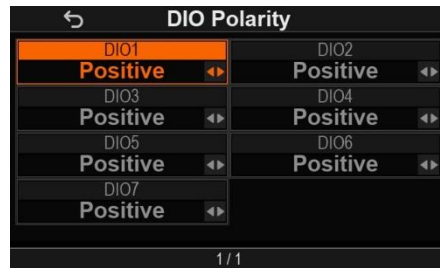 DIO Polarity
DIO1 DIO2
Positive Positive
DIO3 DIO4
Positive Positive
DIO5 DIO6
Positive Positive
DIO7
Positive
1/1